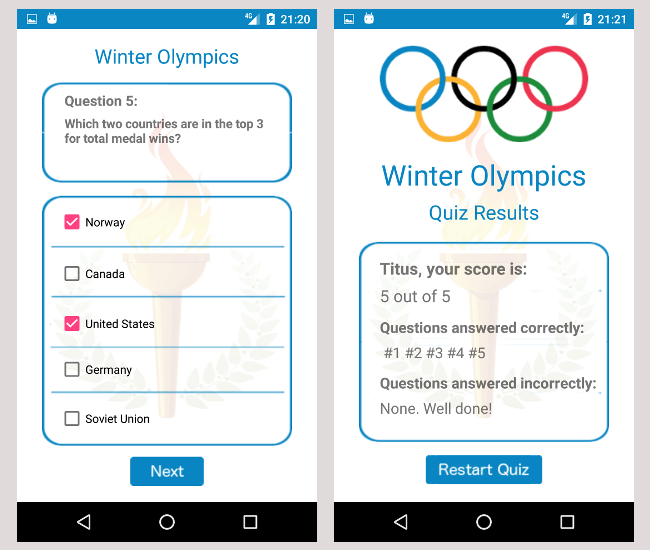 4G 21:20
Winter Olympics
Question 5:
Which two countries are in the top 3
for total medal wins?
Norway
Canada
United States
Germany
Soviet Union
Next
4G 21:21
Winter Olympics
Quiz Results
Titus, your score is:
5 out of 5
Questions answered correctly:
#1 #2 #3 #4 #5
Questions answered incorrectly:
None. Well done!
Restart Quiz